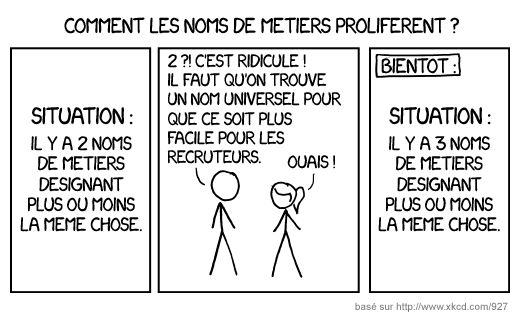 COMMENT LES NOMS DE METIERS PROLIFERENT ?
SITUATION :
IL Y A 2 NOMS
DE METIERS
DESIGNANT
PLUS OU MOINS
LA MEME CHOSE.
2 ?! C'EST RIDICULE !
IL FAUT QU'ON TROUVE
UN NOM UNIVERSEL POUR
QUE CE SOIT PLUS
FACILE POUR LES
RECRUTEURS.
OUAIS !
BIENTOT :
SITUATION :
IL Y A 3 NOMS
DE METIERS
DESIGNANT
PLUS OU MOINS
LA MEME CHOSE.
basé sur http://www.xkcd.com/927